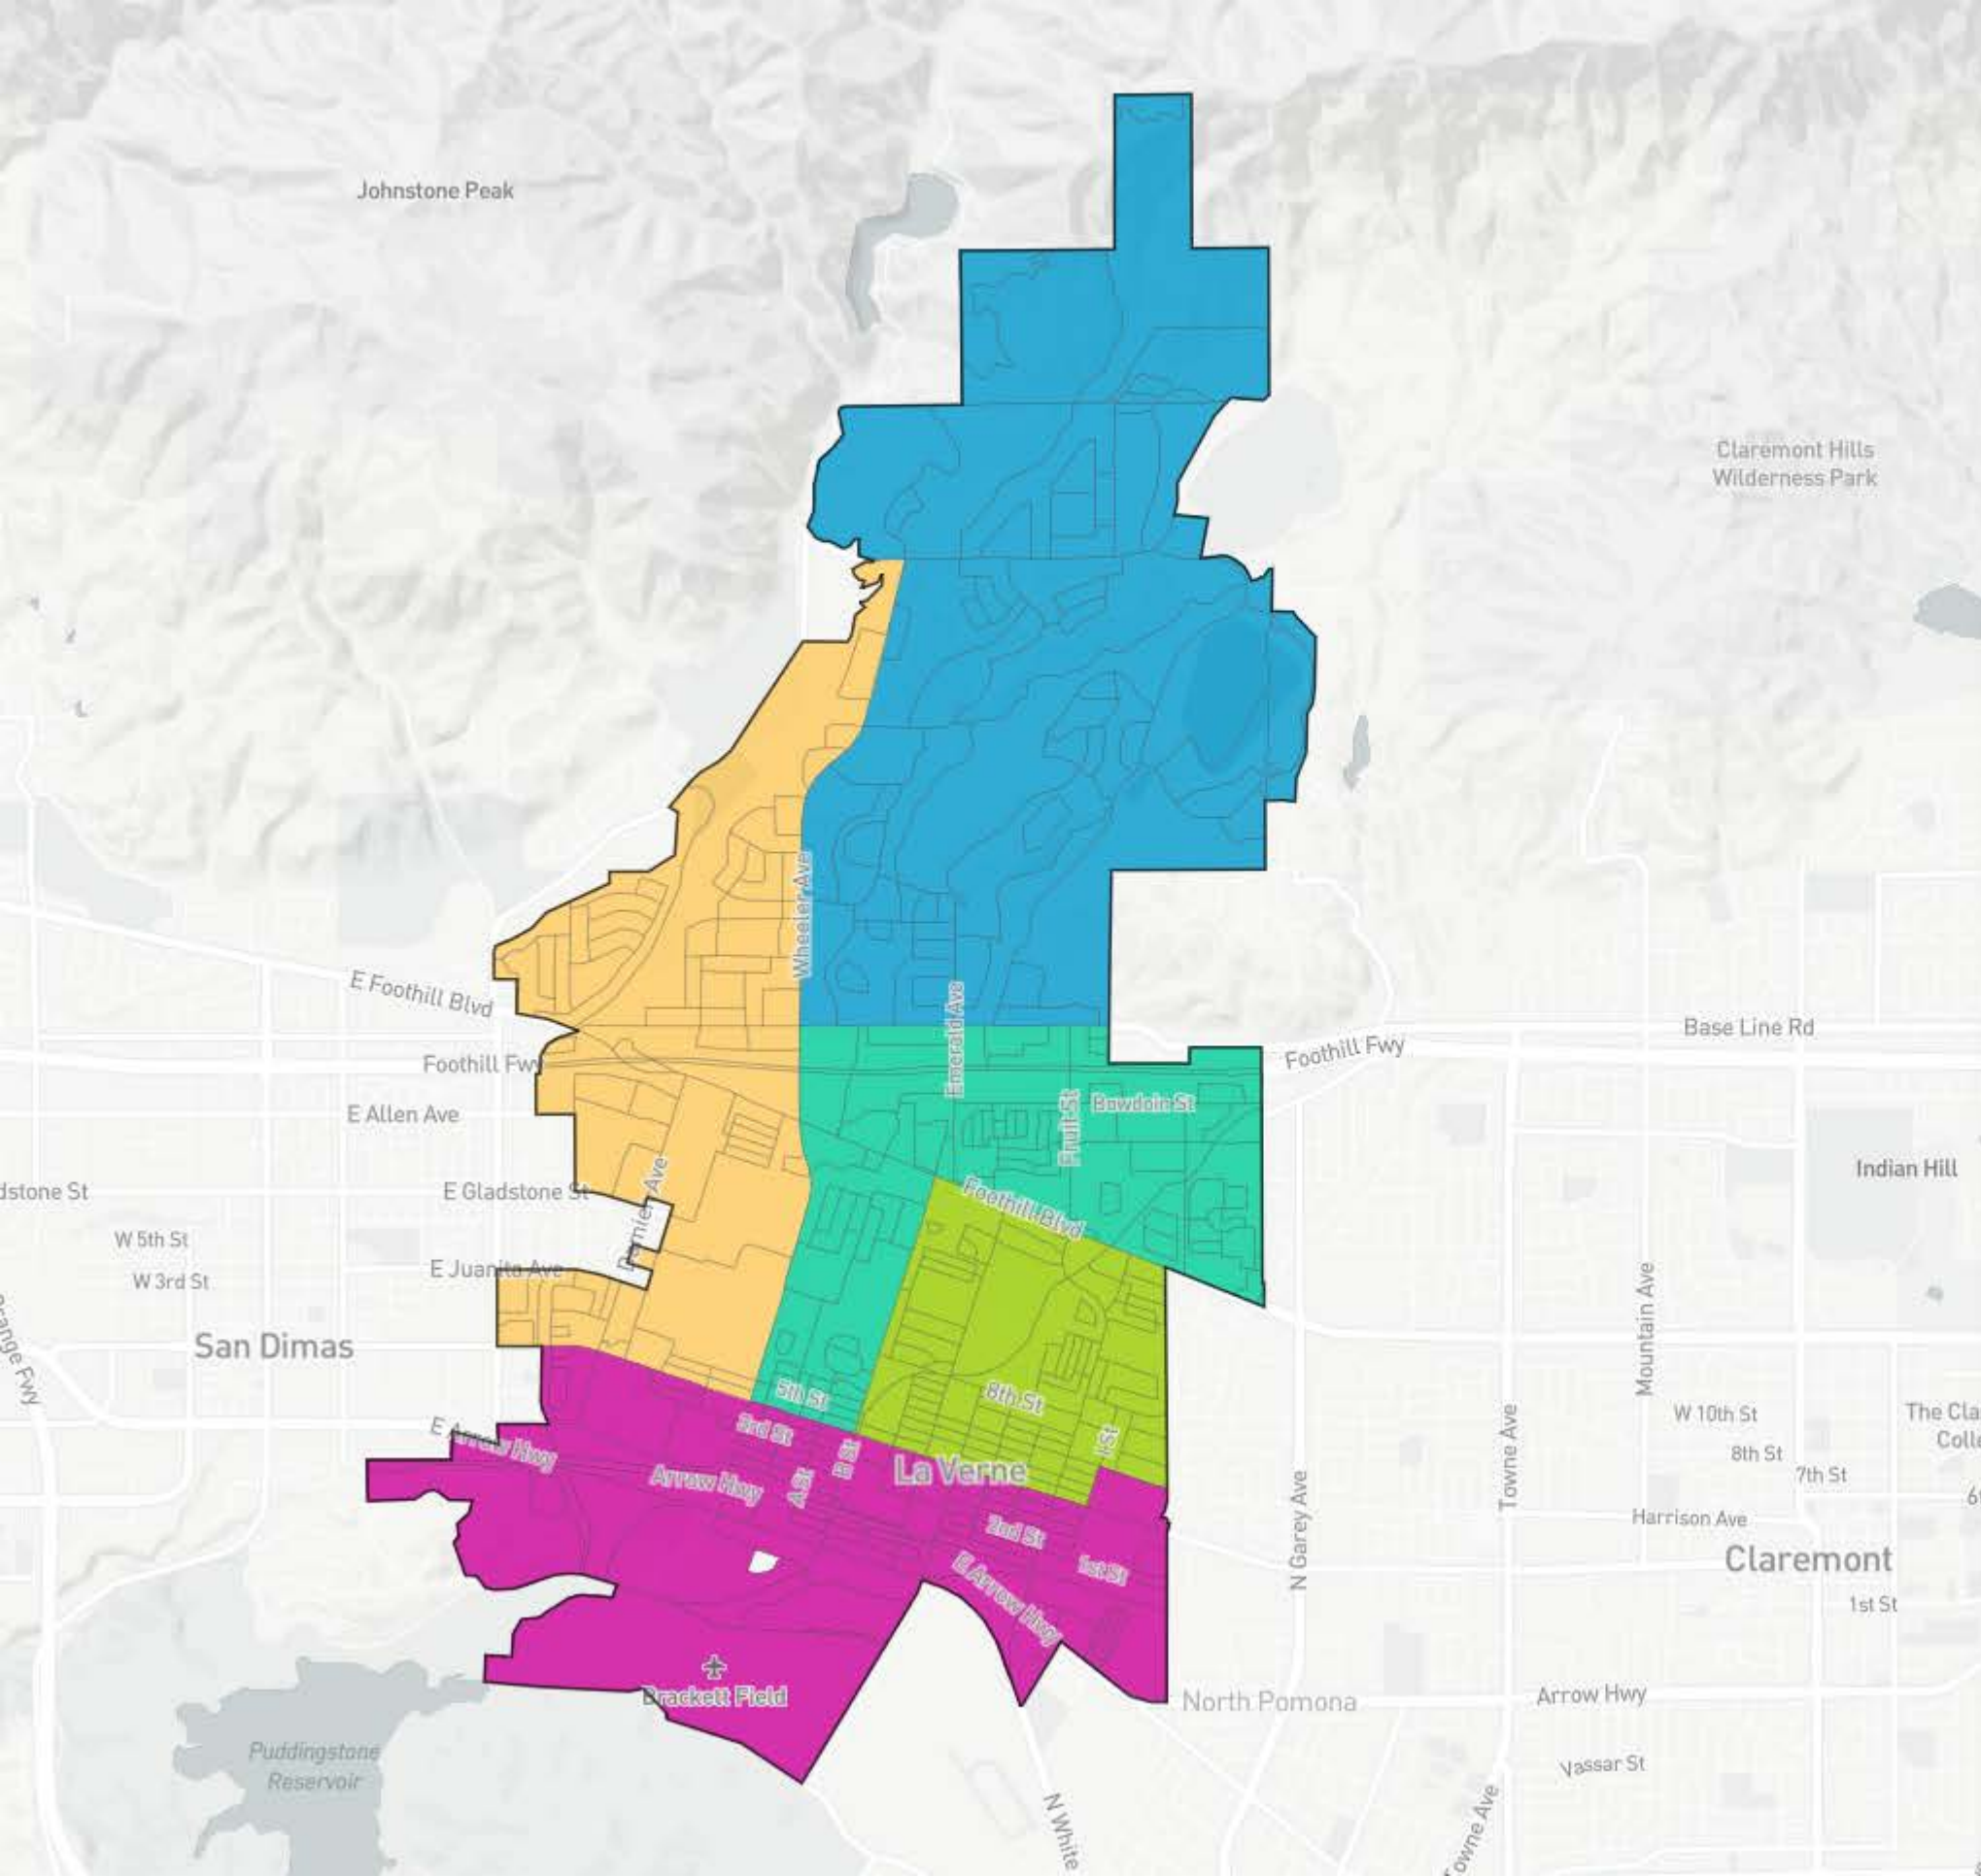 Johnstone Peak
Claremont Hills
Wilderness Park
Wheeler Ave
E Foothill Blvd
Emerald Ave
Base Line Rd
Foothill Fwy
Foothill Fwy
Bowdoin St
Fruit St
E Allen Ave
Indian Hill
dstone St
E Gladstone St
Foothill Blvd
W 5th St
E Juanita Ave
W 3rd St
San Dimas
Mountain Ave
ange Fwy
5th St
8th St
I St
W 10th St
The Cla
Colle
3rd St
B St
E Arrow Hwy
8th St
La Verne
7th St
Arrow Hwy
A St
Towne Ave
N Garey Ave
2nd St
Harrison Ave
1st St
E Arrow Hwy
Claremont
1st St
Brackett Field
North Pomona
Arrow Hwy
Puddingstone
Reservoir
Vassar St
N White
Towne Ave